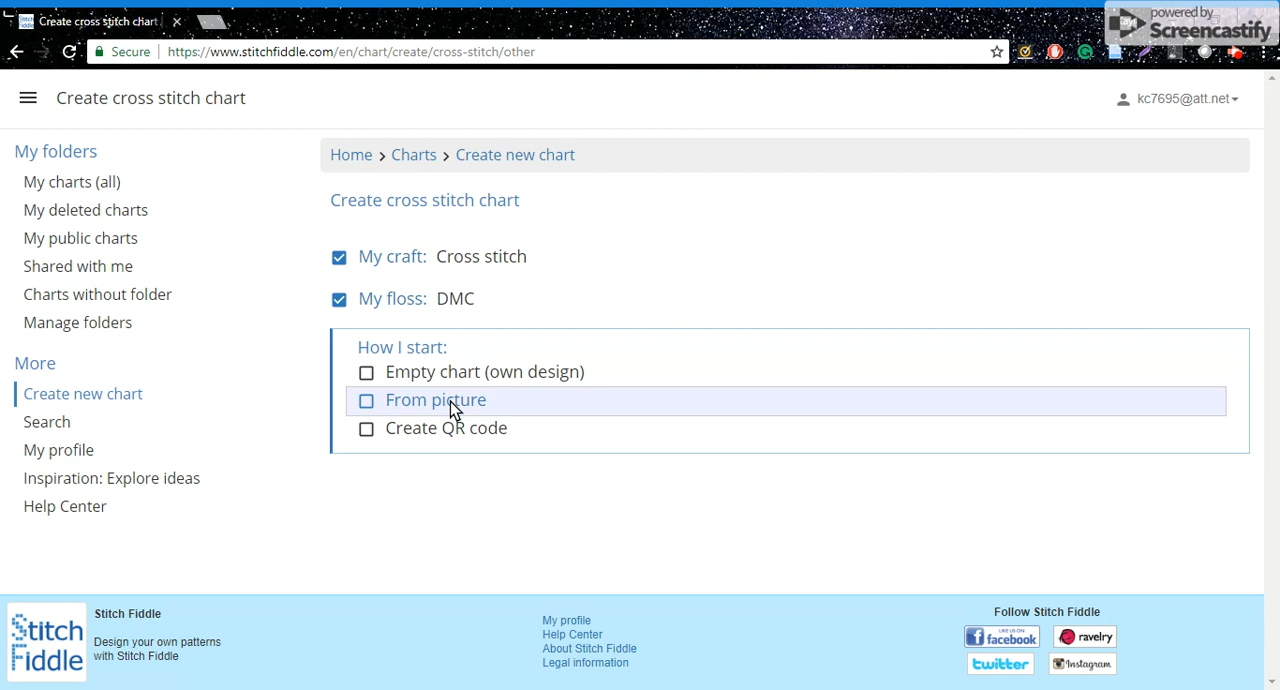 Create cross stitch chart
powered by
Screencastify
Secure
https://www.stitchfiddle.com/en/chart/create/cross-stitch/other
Create cross stitch chart
kc7695@att.net
My folders
My charts (all)
My deleted charts
My public charts
Shared with me
Charts without folder
Manage folders
More
Create new chart
Search
My profile
Inspiration: Explore ideas
Help Center
Home > Charts > Create new chart
Create cross stitch chart
My craft: Cross stitch
My floss: DMC
How I start:
Empty chart (own design)
From picture
Create QR code
Stitch
Fiddle
Stitch Fiddle
Design your own patterns
with Stitch Fiddle
My profile
Help Center
About Stitch Fiddle
Legal information
Follow Stitch Fiddle
LIKE US ON
facebook
ravelry
twitter
Instagram